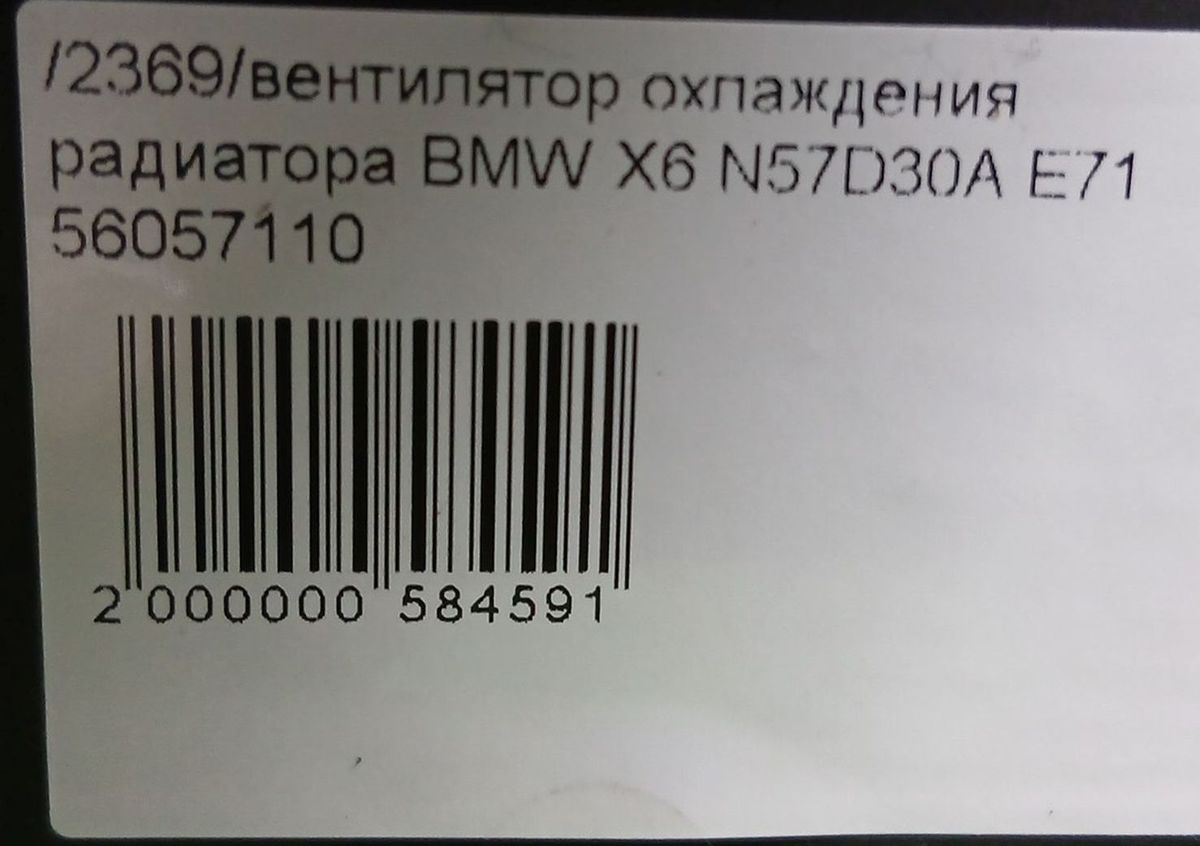 /2369/вентилятор охлаждения
радиатора BMW X6 N57D30A E71
56057110
2 000000 584591